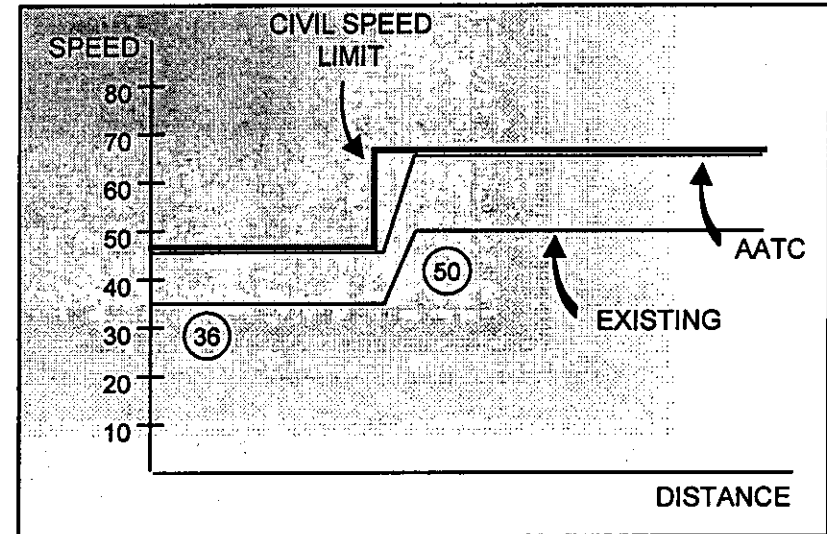 CIVIL SPEED
LIMIT
SPEED
80
70
60
50
40
30
20
10
36
50
AATC
EXISTING
DISTANCE